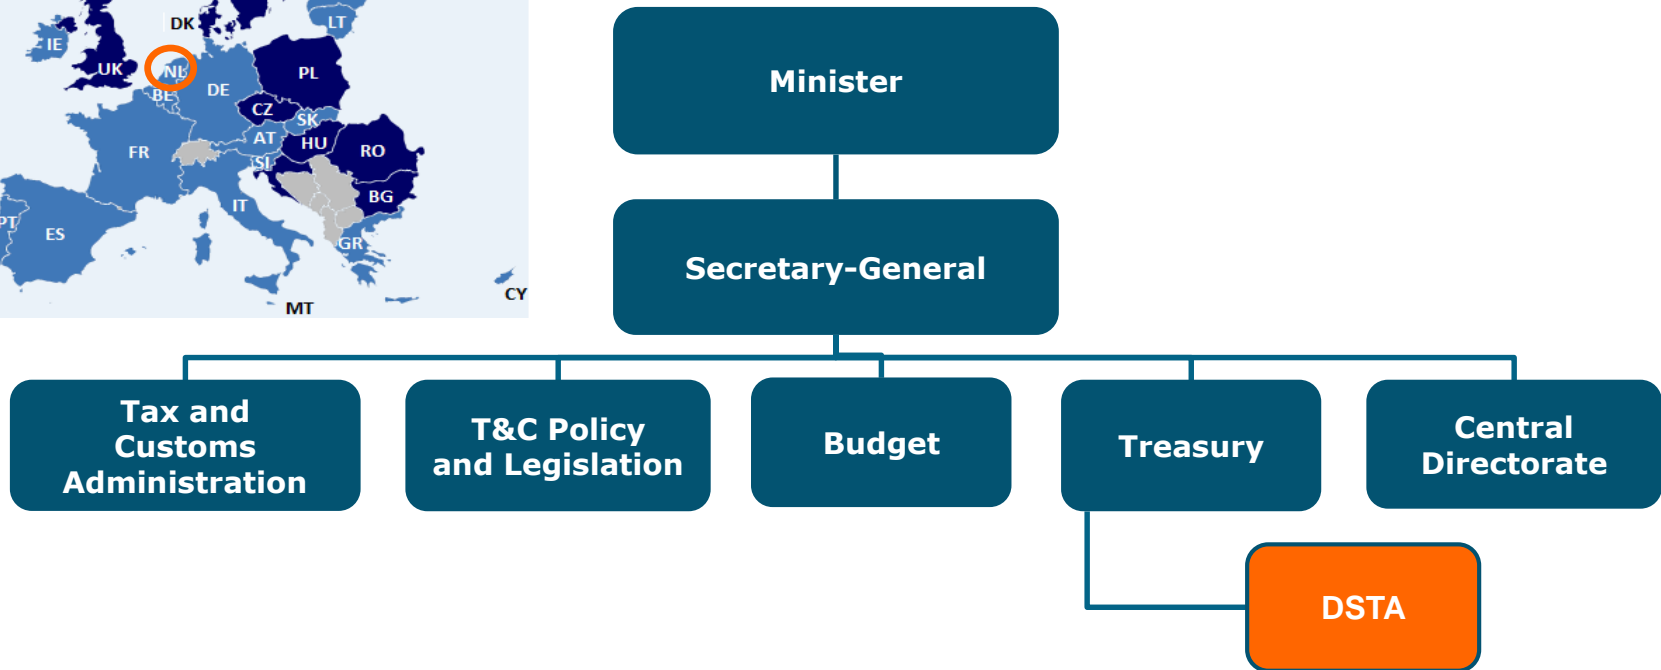 DK
LT
IE
UK
NL
PL
BE
DE
CZ
SK
FR
AT
HU
RO
SI
BG
IT
PT
ES
GR
CY
MT
Minister
Secretary-General
Tax and
Customs
Administration
T&C Policy
and Legislation
Budget
Treasury
Central
Directorate
DSTA